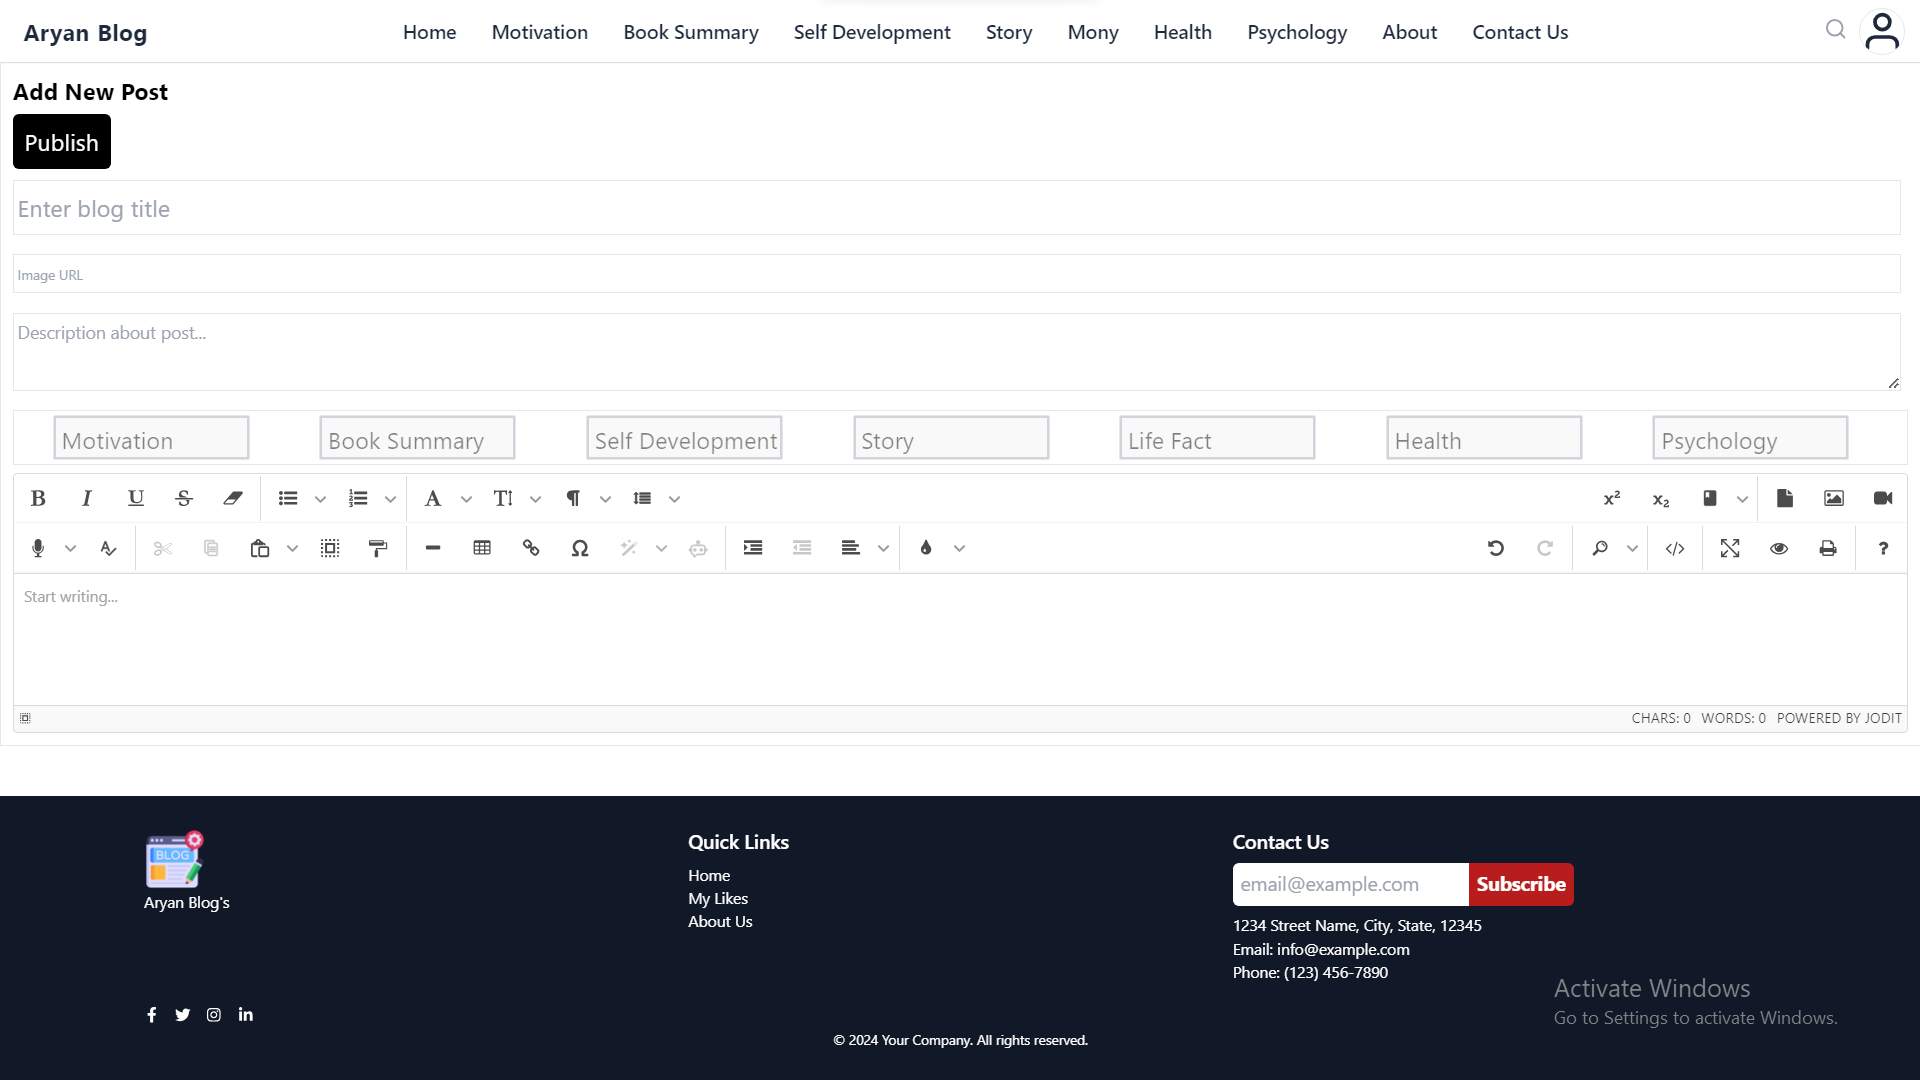 Aryan Blog
Home Motivation Book Summary Self Development Story Mony Health Psychology About Contact Us
Add New Post
Publish
Enter blog title
Image URL
Description about post...
Motivation Book Summary Self Development Story Life Fact Health Psychology
Start writing...
CHARS: 0 WORDS: 0 POWERED BY JODIT
BLOG
Aryan Blog's
Quick Links
Home
My Likes
About Us
Contact Us
email@example.com Subscribe
1234 Street Name, City, State, 12345
Email: info@example.com
Phone: (123) 456-7890
Activate Windows
Go to Settings to activate Windows.
© 2024 Your Company. All rights reserved.